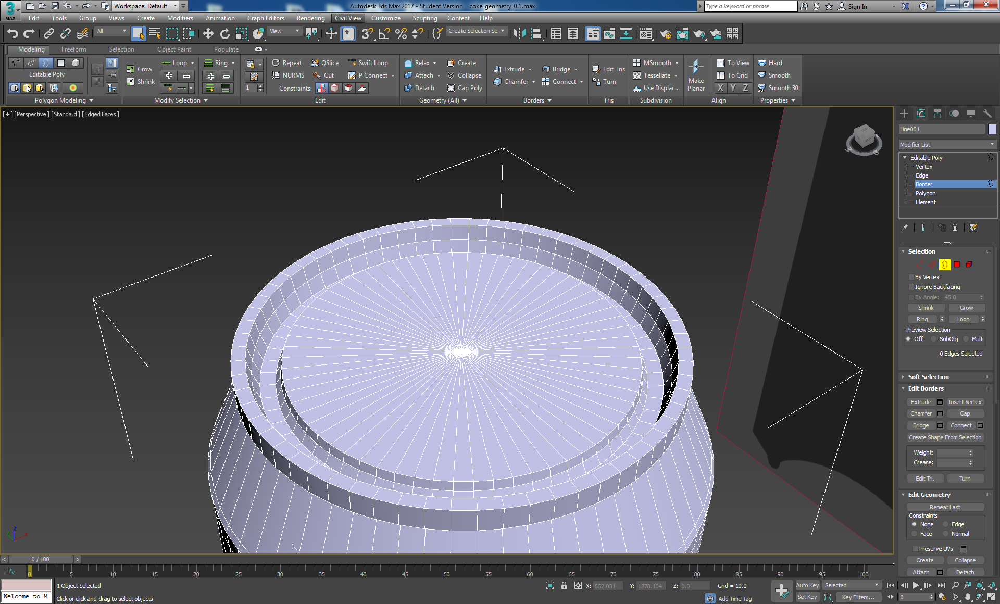 3 MAX
Workspace: Default
Autodesk 3ds Max 2017 - Student Version coke_geometry_0.1.max
Type a keyword or phrase
Sign In
Edit Tools Group Views Create Modifiers Animation Graph Editors Rendering Civil View Customize Scripting Content Help
All View Create Selection Se
Modeling Freeform Selection Object Paint Populate
Loop Ring Repeat QSlice Swift Loop Relax Create MSmooth To View Hard
Grow Extrude Bridge Edit Tris
Editable Poly NURMS Cut P Connect Attach Collapse Tessellate To Grid Smooth
Shrink Chamfer Connect Turn Make Planar
1 Constraints: Detach Cap Poly Use Displac... X Y Z Smooth 30
Polygon Modeling Modify Selection Edit Geometry (All) Borders Tris Subdivision Align Properties
[+] [Perspective] [Standard] [Edged Faces]
Line001
Modifier List
Editable Poly
Vertex
Edge
Border
Polygon
Element
Selection
By Vertex
Ignore Backfacing
By Angle: 45.0
Shrink Grow
Ring Loop
Preview Selection
Off SubObj Multi
0 Edges Selected
Soft Selection
Edit Borders
Extrude Insert Vertex
Chamfer Cap
Bridge Connect
Create Shape From Selection
Weight:
Crease:
Edit Tri. Turn
Edit Geometry
Repeat Last
Constraints
None Edge
Face Normal
Preserve UVs
Create Collapse
Attach Detach
0 / 100
0 5 10 15 20 25 30 35 40 45 50 55 60 65 70 75 80 85 90 95 100
1 Object Selected
X: 562.081 Y: 1378.104 Z: 0.0 Grid = 10.0
Auto Key Selected
Welcome to M
Click or click-and-drag to select objects
Add Time Tag
Set Key Key Filters... 0